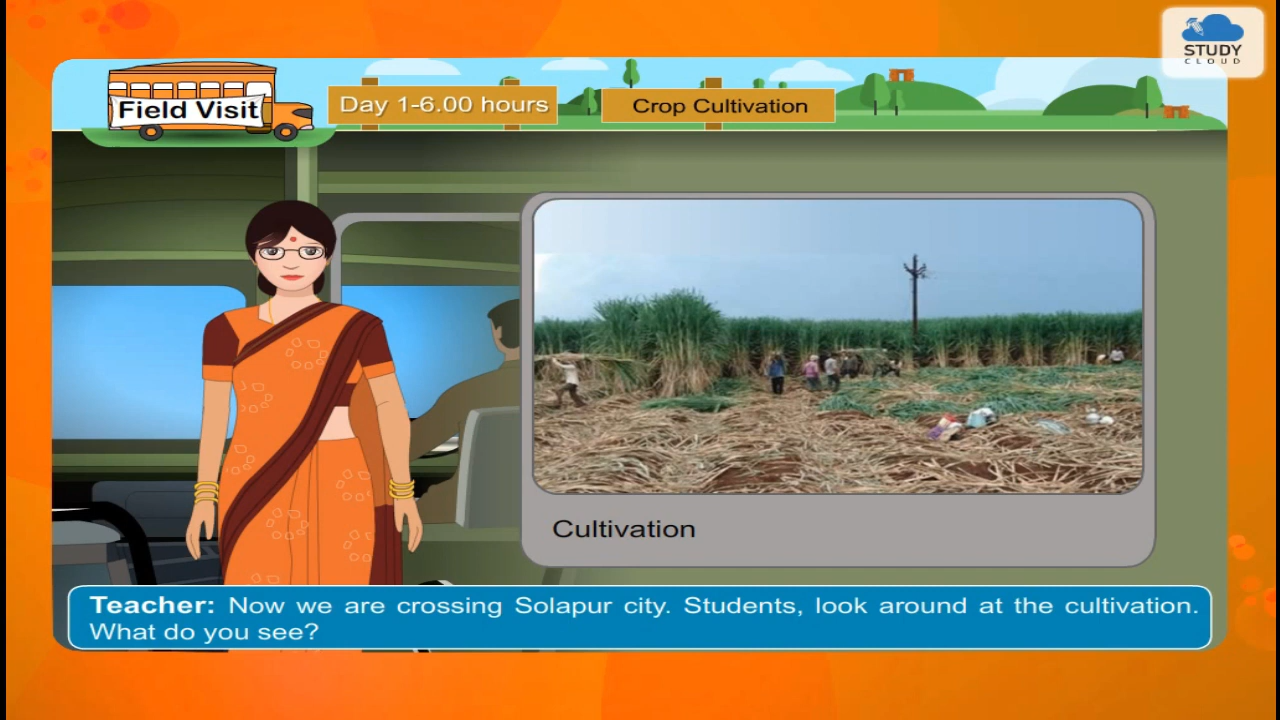 STUDY
CLOUD
Field Visit
Day 1-6.00 hours
Crop Cultivation
Cultivation
Teacher: Now we are crossing Solapur city. Students, look around at the cultivation.
What do you see?